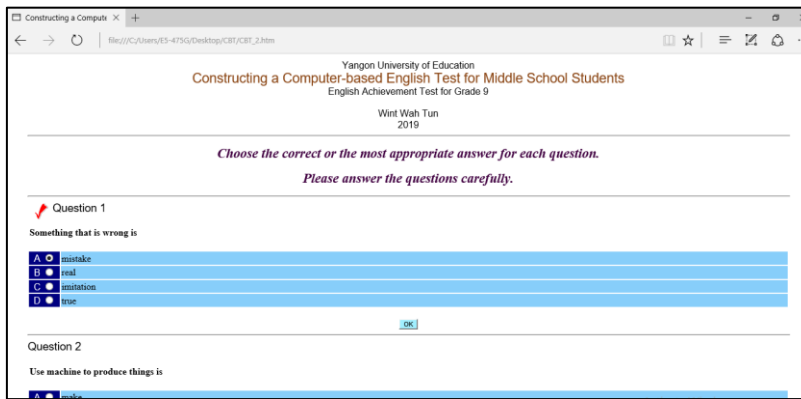 Constructing a Compute
file:///C:/Users/E5-475G/Desktop/CBT/CBT_2.htm
Yangon University of Education
Constructing a Computer-based English Test for Middle School Students
English Achievement Test for Grade 9
Wint Wah Tun
2019
Choose the correct or the most appropriate answer for each question.
Please answer the questions carefully.
Question 1
Something that is wrong is
A mistake
B real
C imitation
D true
OK
Question 2
Use machine to produce things is
A make